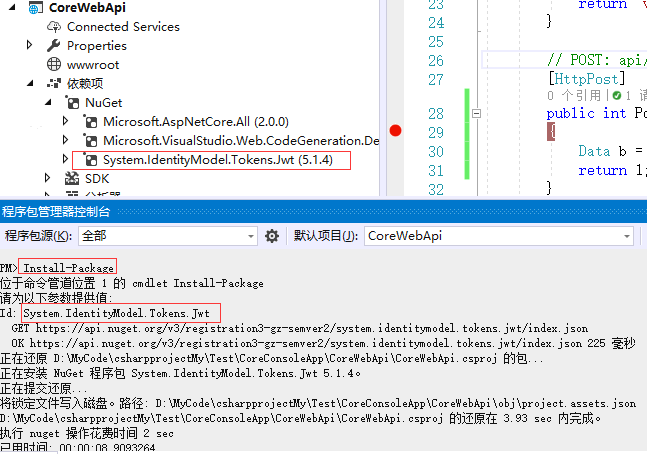 CoreWebApi
Connected Services
Properties
wwwroot
依赖项
NuGet
Microsoft.AspNetCore.All (2.0.0)
Microsoft.VisualStudio.Web.CodeGeneration.De
System.IdentityModel.Tokens.Jwt (5.1.4)
SDK
23
24 }
25
26 // POST: api/
27 [HttpPost]
0 个引用|
28 public int Po
29 {
30 Data b =
31 return 1;
32 }
程序包管理器控制台
程序包源(K): 全部 默认项目(J): CoreWebApi
PM> Install-Package
位于命令管道位置 1 的 cmdlet Install-Package
请为以下参数提供值:
Id: System.IdentityModel.Tokens.Jwt
GET https://api.nuget.org/v3/registration3-gz-semver2/system.identitymodel.tokens.jwt/index.json
OK https://api.nuget.org/v3/registration3-gz-semver2/system.identitymodel.tokens.jwt/index.json 225 毫秒
正在还原 D:\MyCode\csharpprojectMy\Test\CoreConsoleApp\CoreWebApi\CoreWebApi.csproj 的包...
正在安装 NuGet 程序包 System.IdentityModel.Tokens.Jwt 5.1.4。
正在提交还原...
将锁定文件写入磁盘。路径: D:\MyCode\csharpprojectMy\Test\CoreConsoleApp\CoreWebApi\obj\project.assets.json
D:\MyCode\csharpprojectMy\Test\CoreConsoleApp\CoreWebApi\CoreWebApi.csproj 的还原在 3.93 sec 内完成。
执行 nuget 操作花费时间 2 sec
已用时间: 00:00:08.9093264